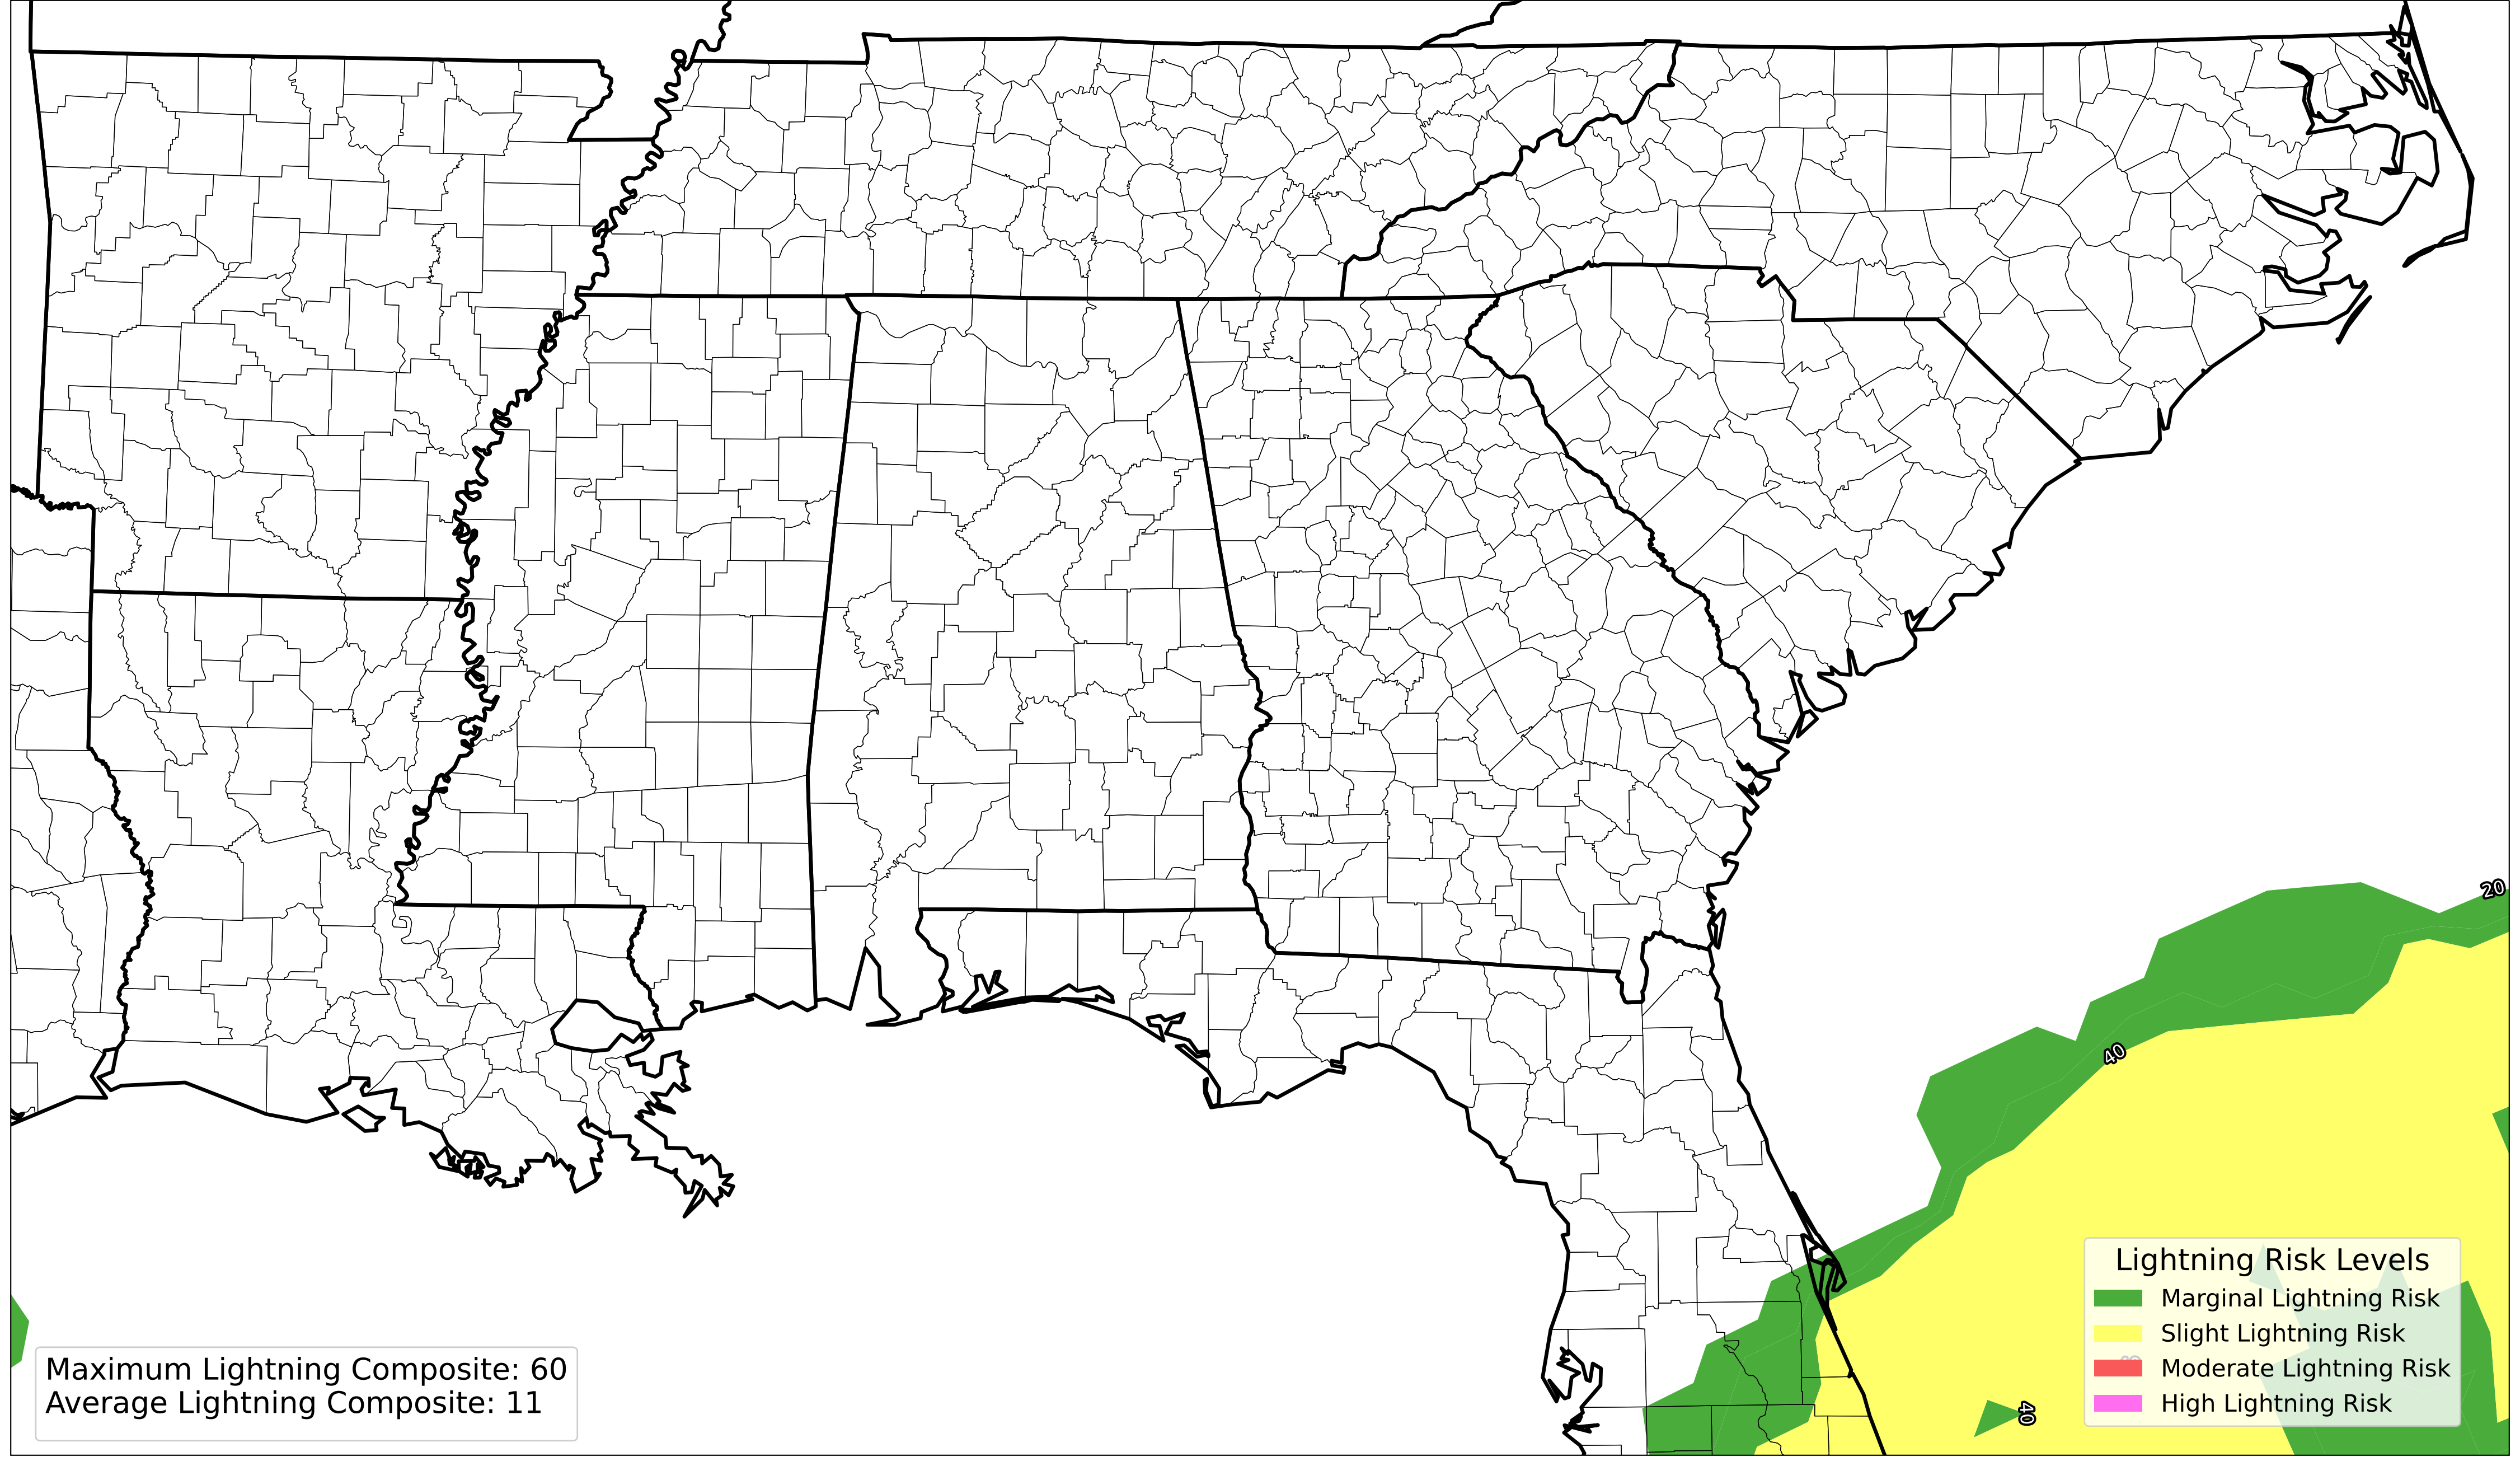 20
40
Lightning Risk Levels
Marginal Lightning Risk
Slight Lightning Risk
Moderate Lightning Risk
High Lightning Risk
Maximum Lightning Composite: 60
Average Lightning Composite: 11
40